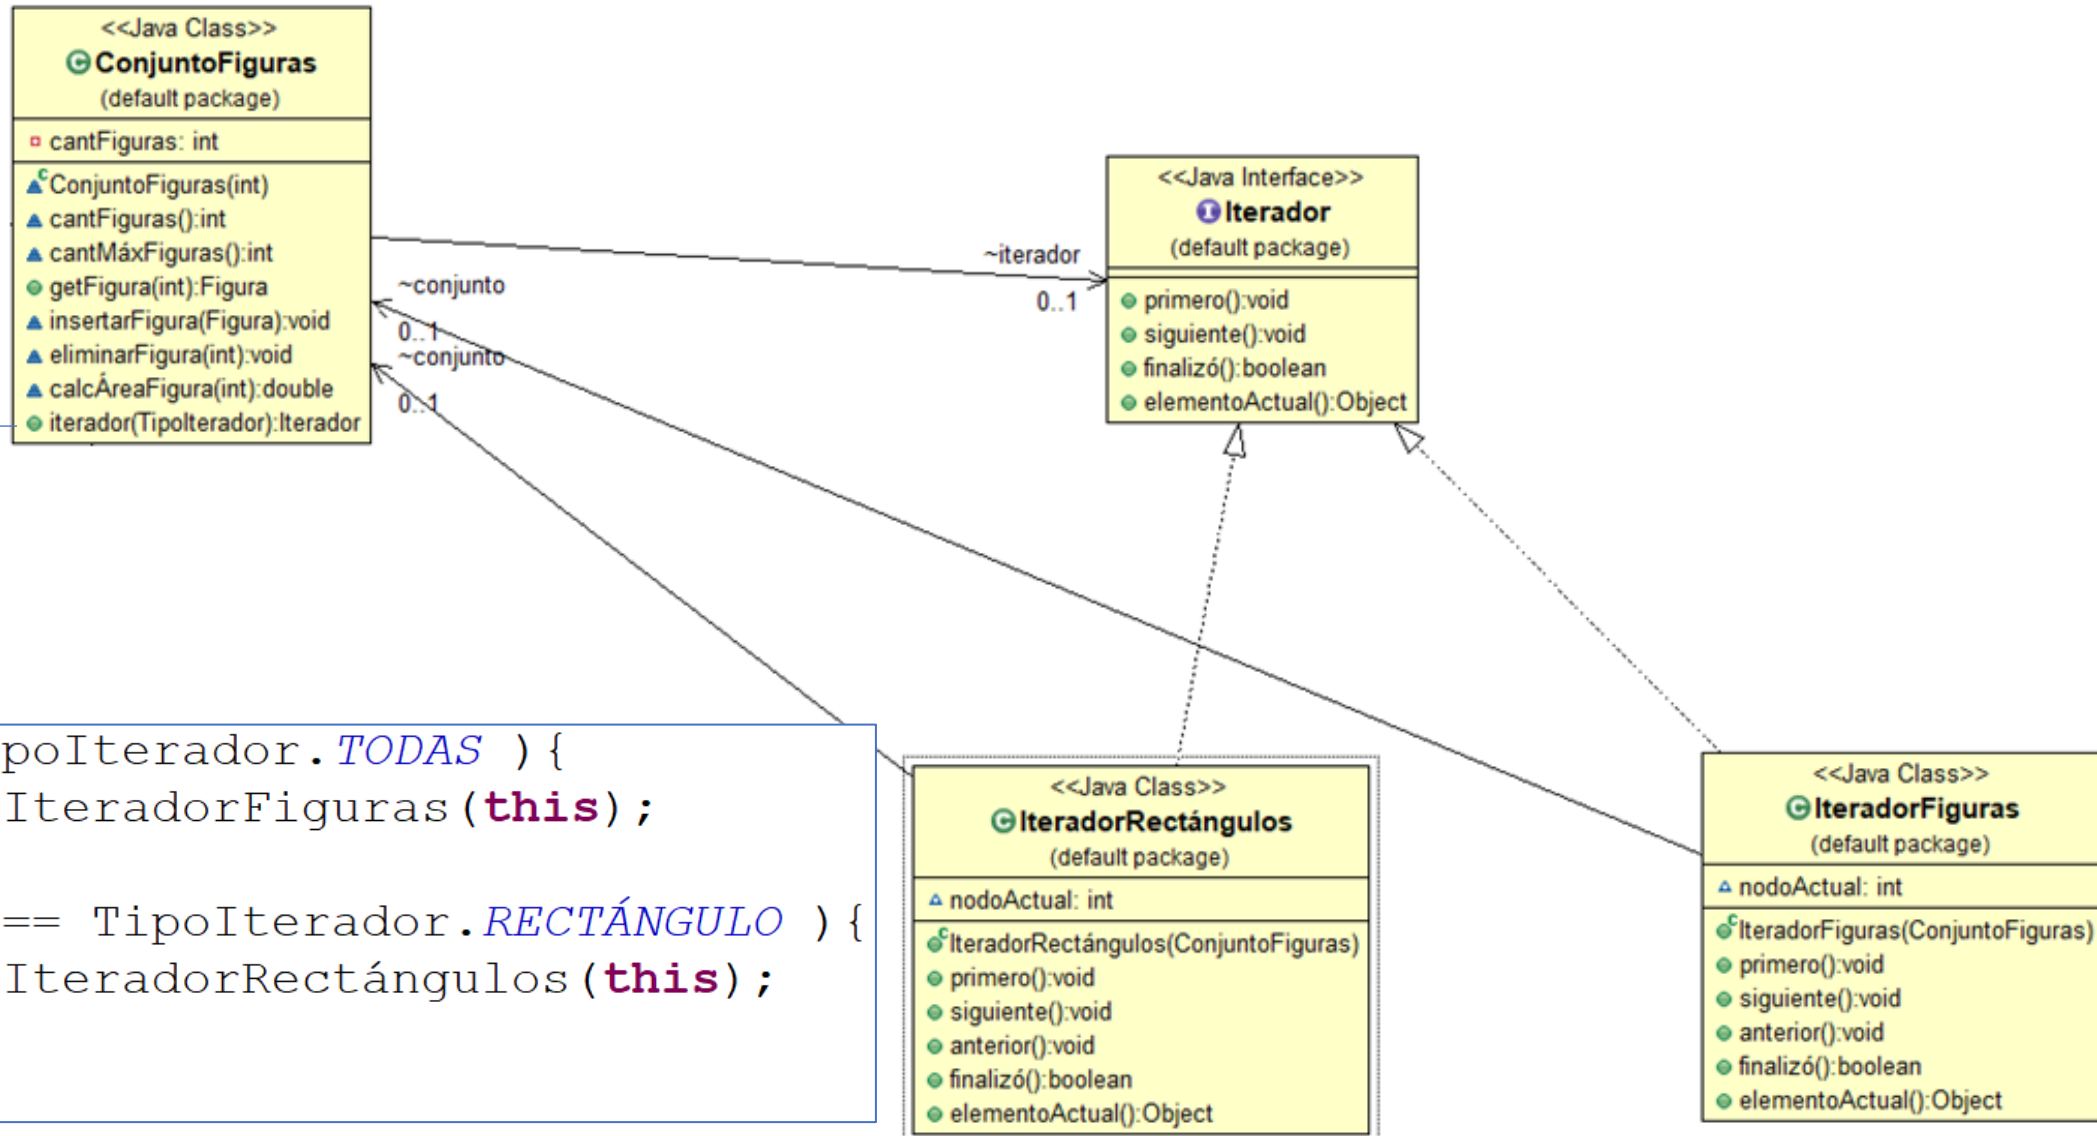 <<Java Class>>
ConjuntoFiguras
(default package)
cantFiguras: int
ConjuntoFiguras(int)
cantFiguras():int
cantMáxFiguras():int
getFigura(int):Figura
insertarFigura(Figura):void
eliminarFigura(int):void
calcÁreaFigura(int):double
iterador(TipoIterador):Iterador
~conjunto
0..1
~conjunto
0..1
~iterador
0..1
<<Java Interface>>
Iterador
(default package)
primero():void
siguiente():void
finalizó():boolean
elementoActual():Object
poIterador.TODAS ){
IteradorFiguras(this);
== TipoIterador.RECTÁNGULO ){
IteradorRectángulos(this);
<<Java Class>>
IteradorRectángulos
(default package)
nodoActual: int
IteradorRectángulos(ConjuntoFiguras)
primero():void
siguiente():void
anterior():void
finalizó():boolean
elementoActual():Object
<<Java Class>>
IteradorFiguras
(default package)
nodoActual: int
IteradorFiguras(ConjuntoFiguras)
primero():void
siguiente():void
anterior():void
finalizó():boolean
elementoActual():Object